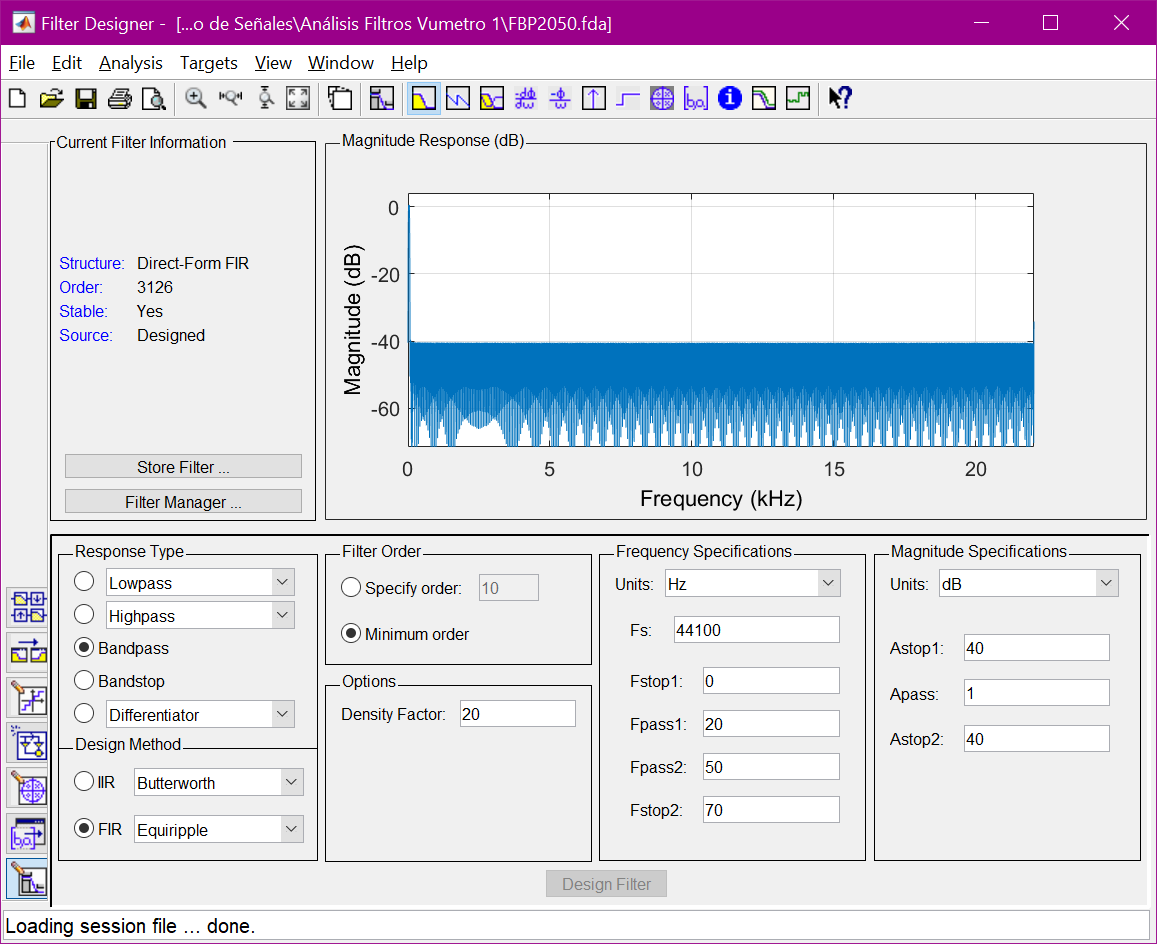 Filter Designer - [...o de Señales\Análisis Filtros Vumetro 1\FBP2050.fda]
File Edit Analysis Targets View Window Help
Current Filter Information
Structure: Direct-Form FIR
Order: 3126
Stable: Yes
Source: Designed
Store Filter ...
Filter Manager ...
Magnitude Response (dB)
Magnitude (dB)
0
-20
-40
-60
0 5 10 15 20
Frequency (kHz)
Response Type
Lowpass
Highpass
Bandpass
Bandstop
Differentiator
Design Method
IIR Butterworth
FIR Equiripple
Filter Order
Specify order: 10
Minimum order
Options
Density Factor: 20
Frequency Specifications
Units: Hz
Fs: 44100
Fstop1: 0
Fpass1: 20
Fpass2: 50
Fstop2: 70
Magnitude Specifications
Units: dB
Astop1: 40
Apass: 1
Astop2: 40
Design Filter
Loading session file ... done.